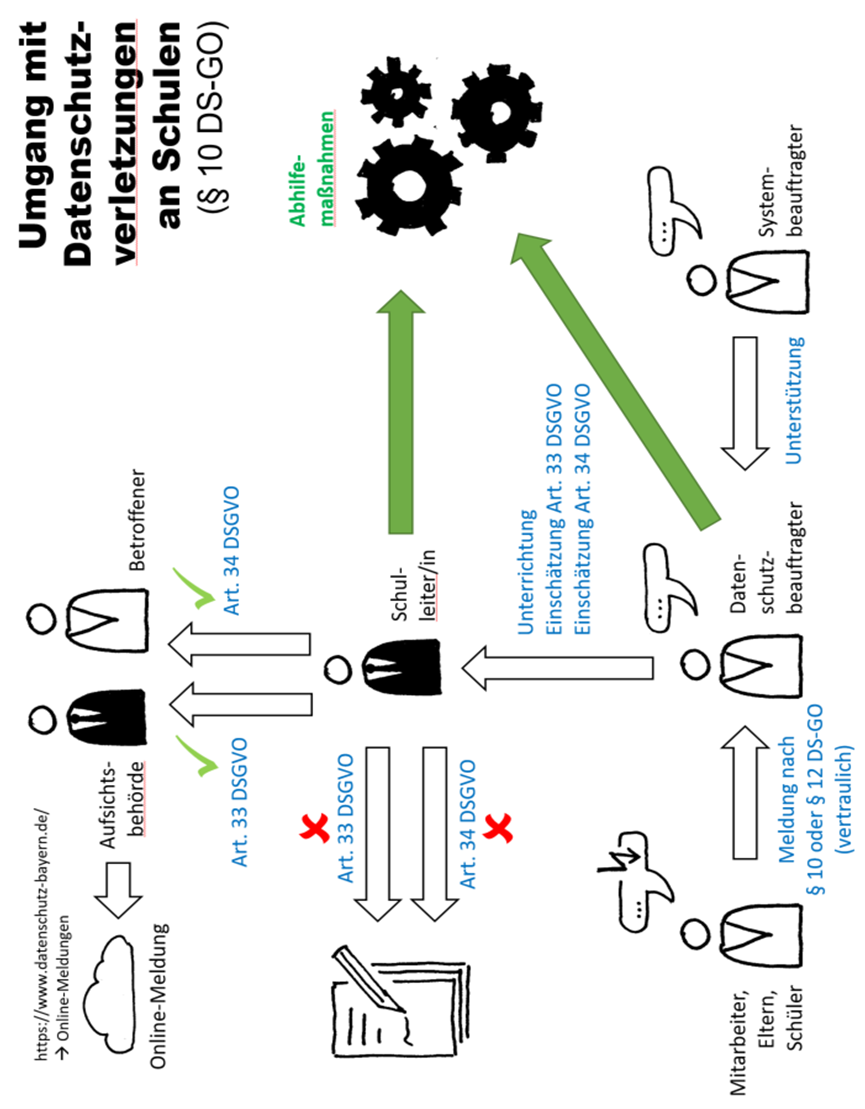 Umgang mit
Datenschutz-
verletzungen
an Schulen
(§ 10 DS-GO)
https://www.datenschutz-bayern.de/
→ Online-Meldungen
Online-Meldung
Aufsichts-
behörde
Betroffener
Art. 33 DSGVO
Art. 34 DSGVO
Abhilfe-
maßnahmen
Art. 33 DSGVO
Art. 34 DSGVO
Schul-
leiter/in
Unterrichtung
Einschätzung Art. 33 DSGVO
Einschätzung Art. 34 DSGVO
...
...
...
Mitarbeiter,
Eltern,
Schüler
Meldung nach
§ 10 oder § 12 DS-GO
(vertraulich)
Daten-
schutz-
beauftragter
Unterstützung
System-
beauftragter